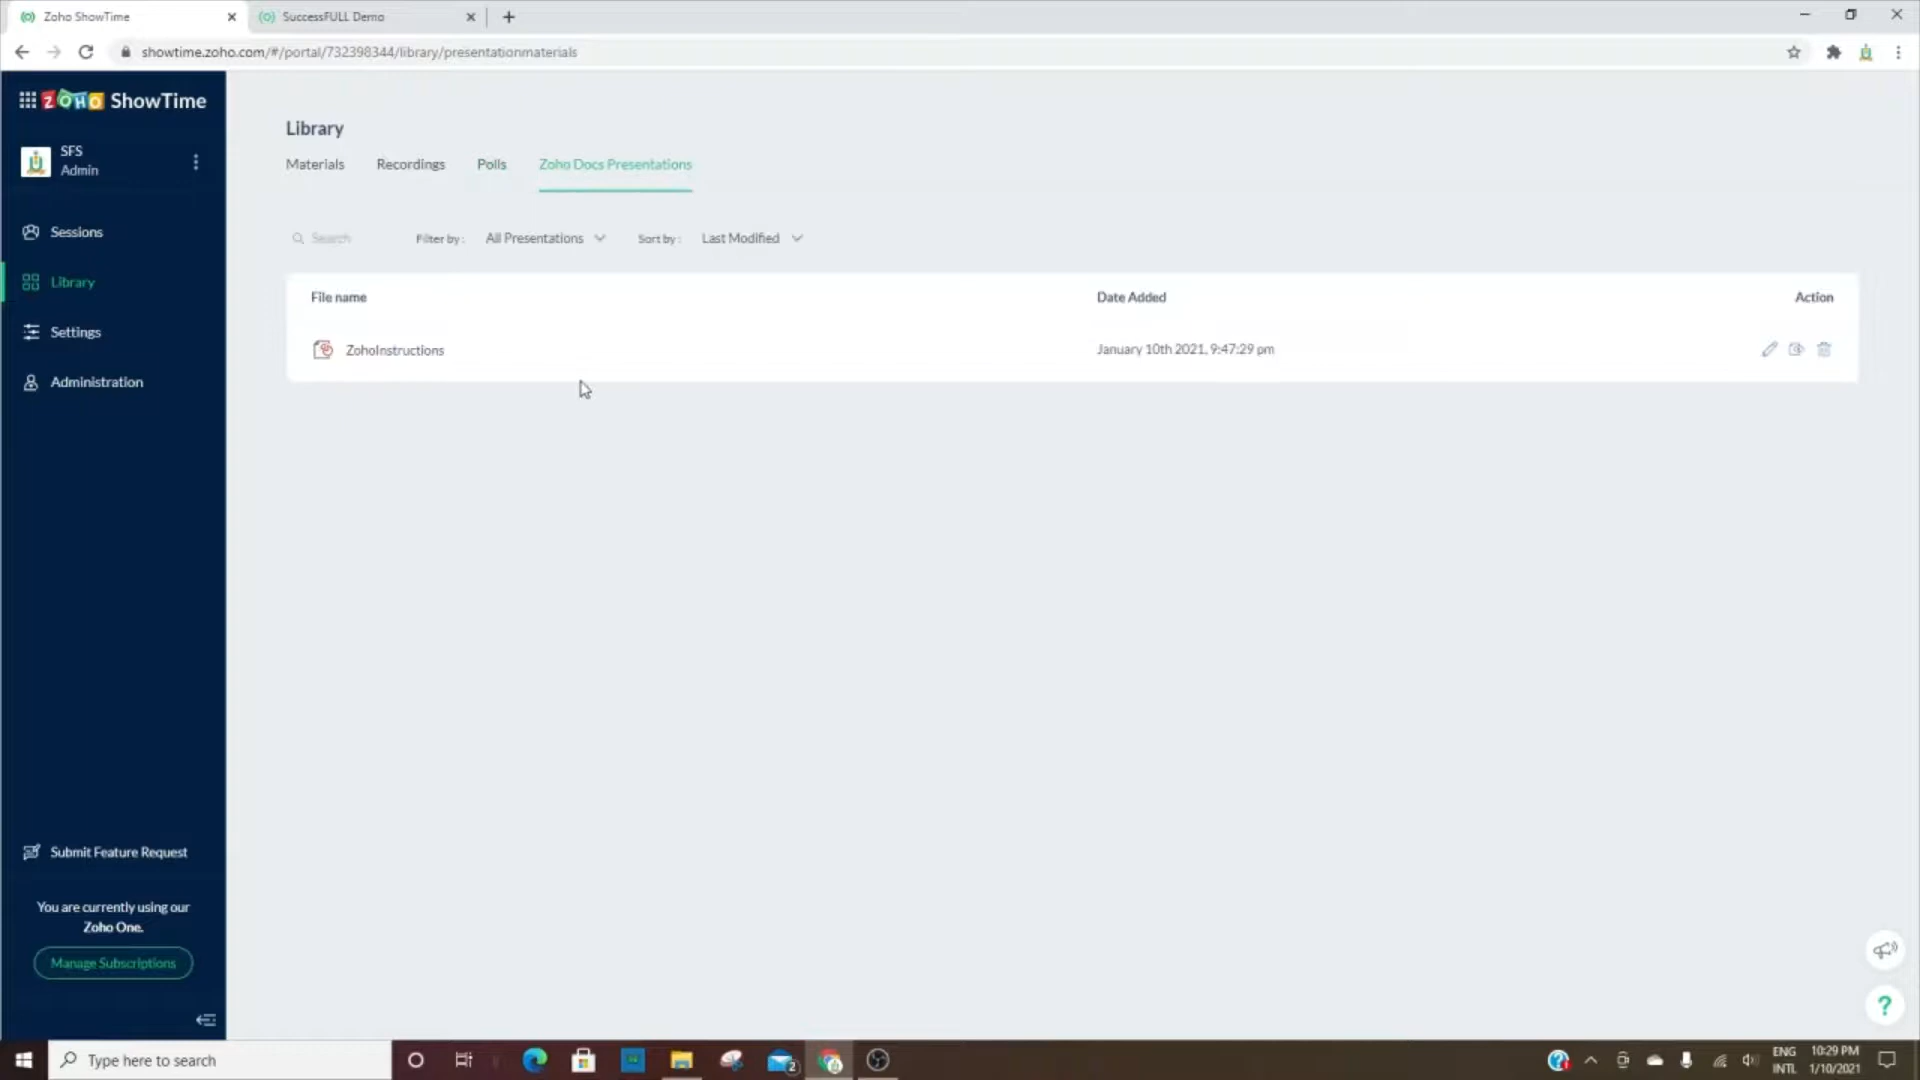 Zoho ShowTime
SuccessFULL Demo
showtime.zoho.com/#/portal/732398344/library/presentationmaterials
ZOHO ShowTime
SFS
Admin
Sessions
Library
Settings
Administration
Submit Feature Request
You are currently using our
Zoho One.
Manage Subscriptions
Library
Materials Recordings Polls Zoho Docs Presentations
Search Filter by : All Presentations Sort by : Last Modified
File name Date Added Action
ZohoInstructions January 10th 2021, 9:47:29 pm
?
Type here to search
2
ENG
INTL
10:29 PM
1/10/2021